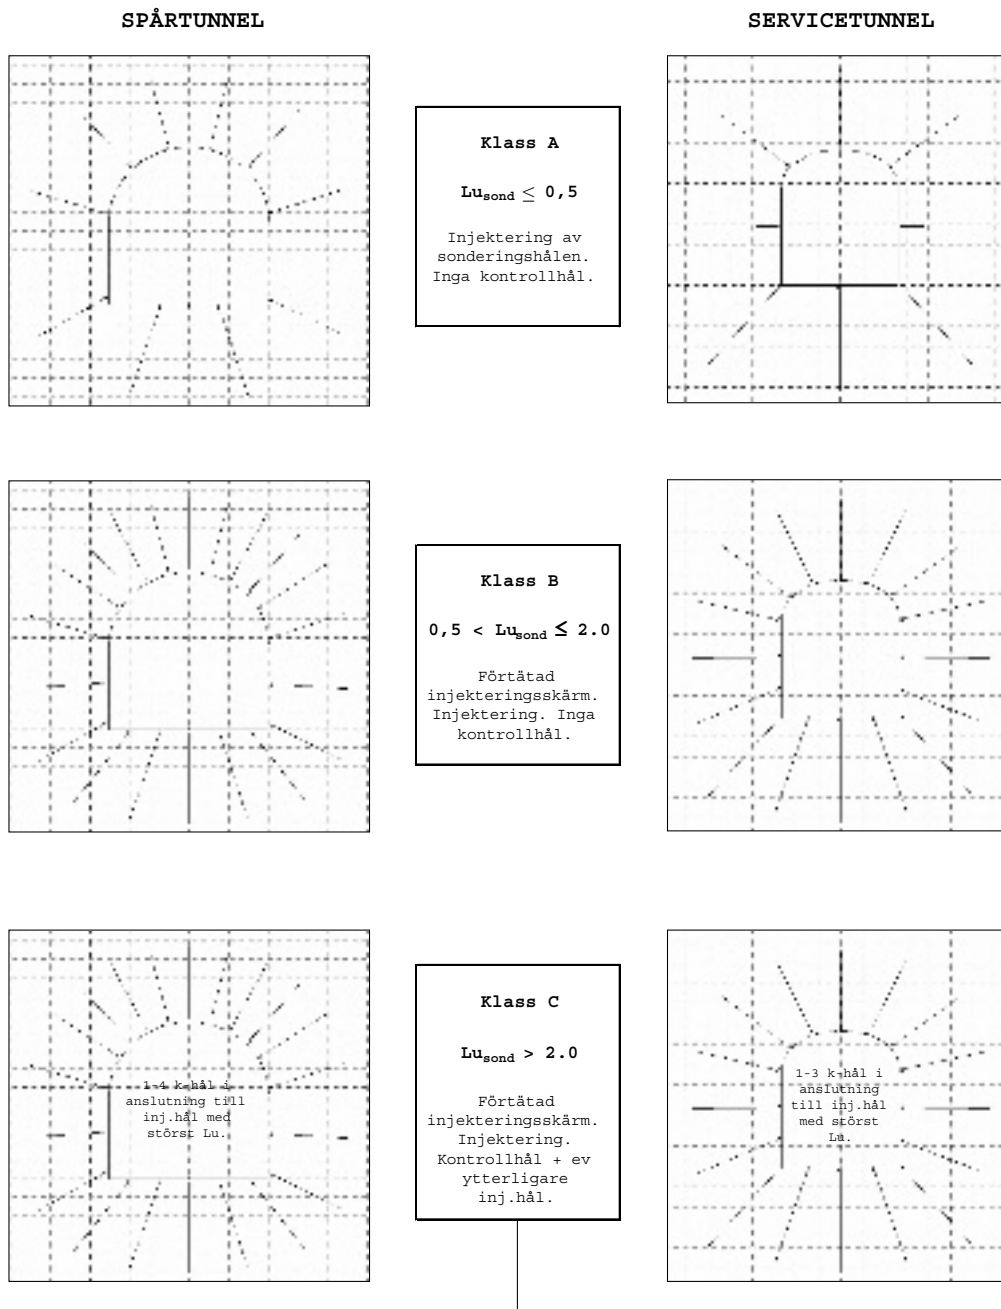 SPÅRTUNNEL
SERVICETUNNEL
Klass A
Lusond ≤ 0,5
Injektering av
sonderingshålen.
Inga kontrollhål.
Klass B
0,5 < Lusond ≤ 2.0
Förtätad
injekteringsskärm.
Injektering. Inga
kontrollhål.
1-4 k-hål i
anslutning till
inj.hål med
störst Lu.
Klass C
Lusond > 2.0
Förtätad
injekteringsskärm.
Injektering.
Kontrollhål + ev
ytterligare
inj.hål.
1-3 k-hål i
anslutning
till inj.hål
med störst
Lu.